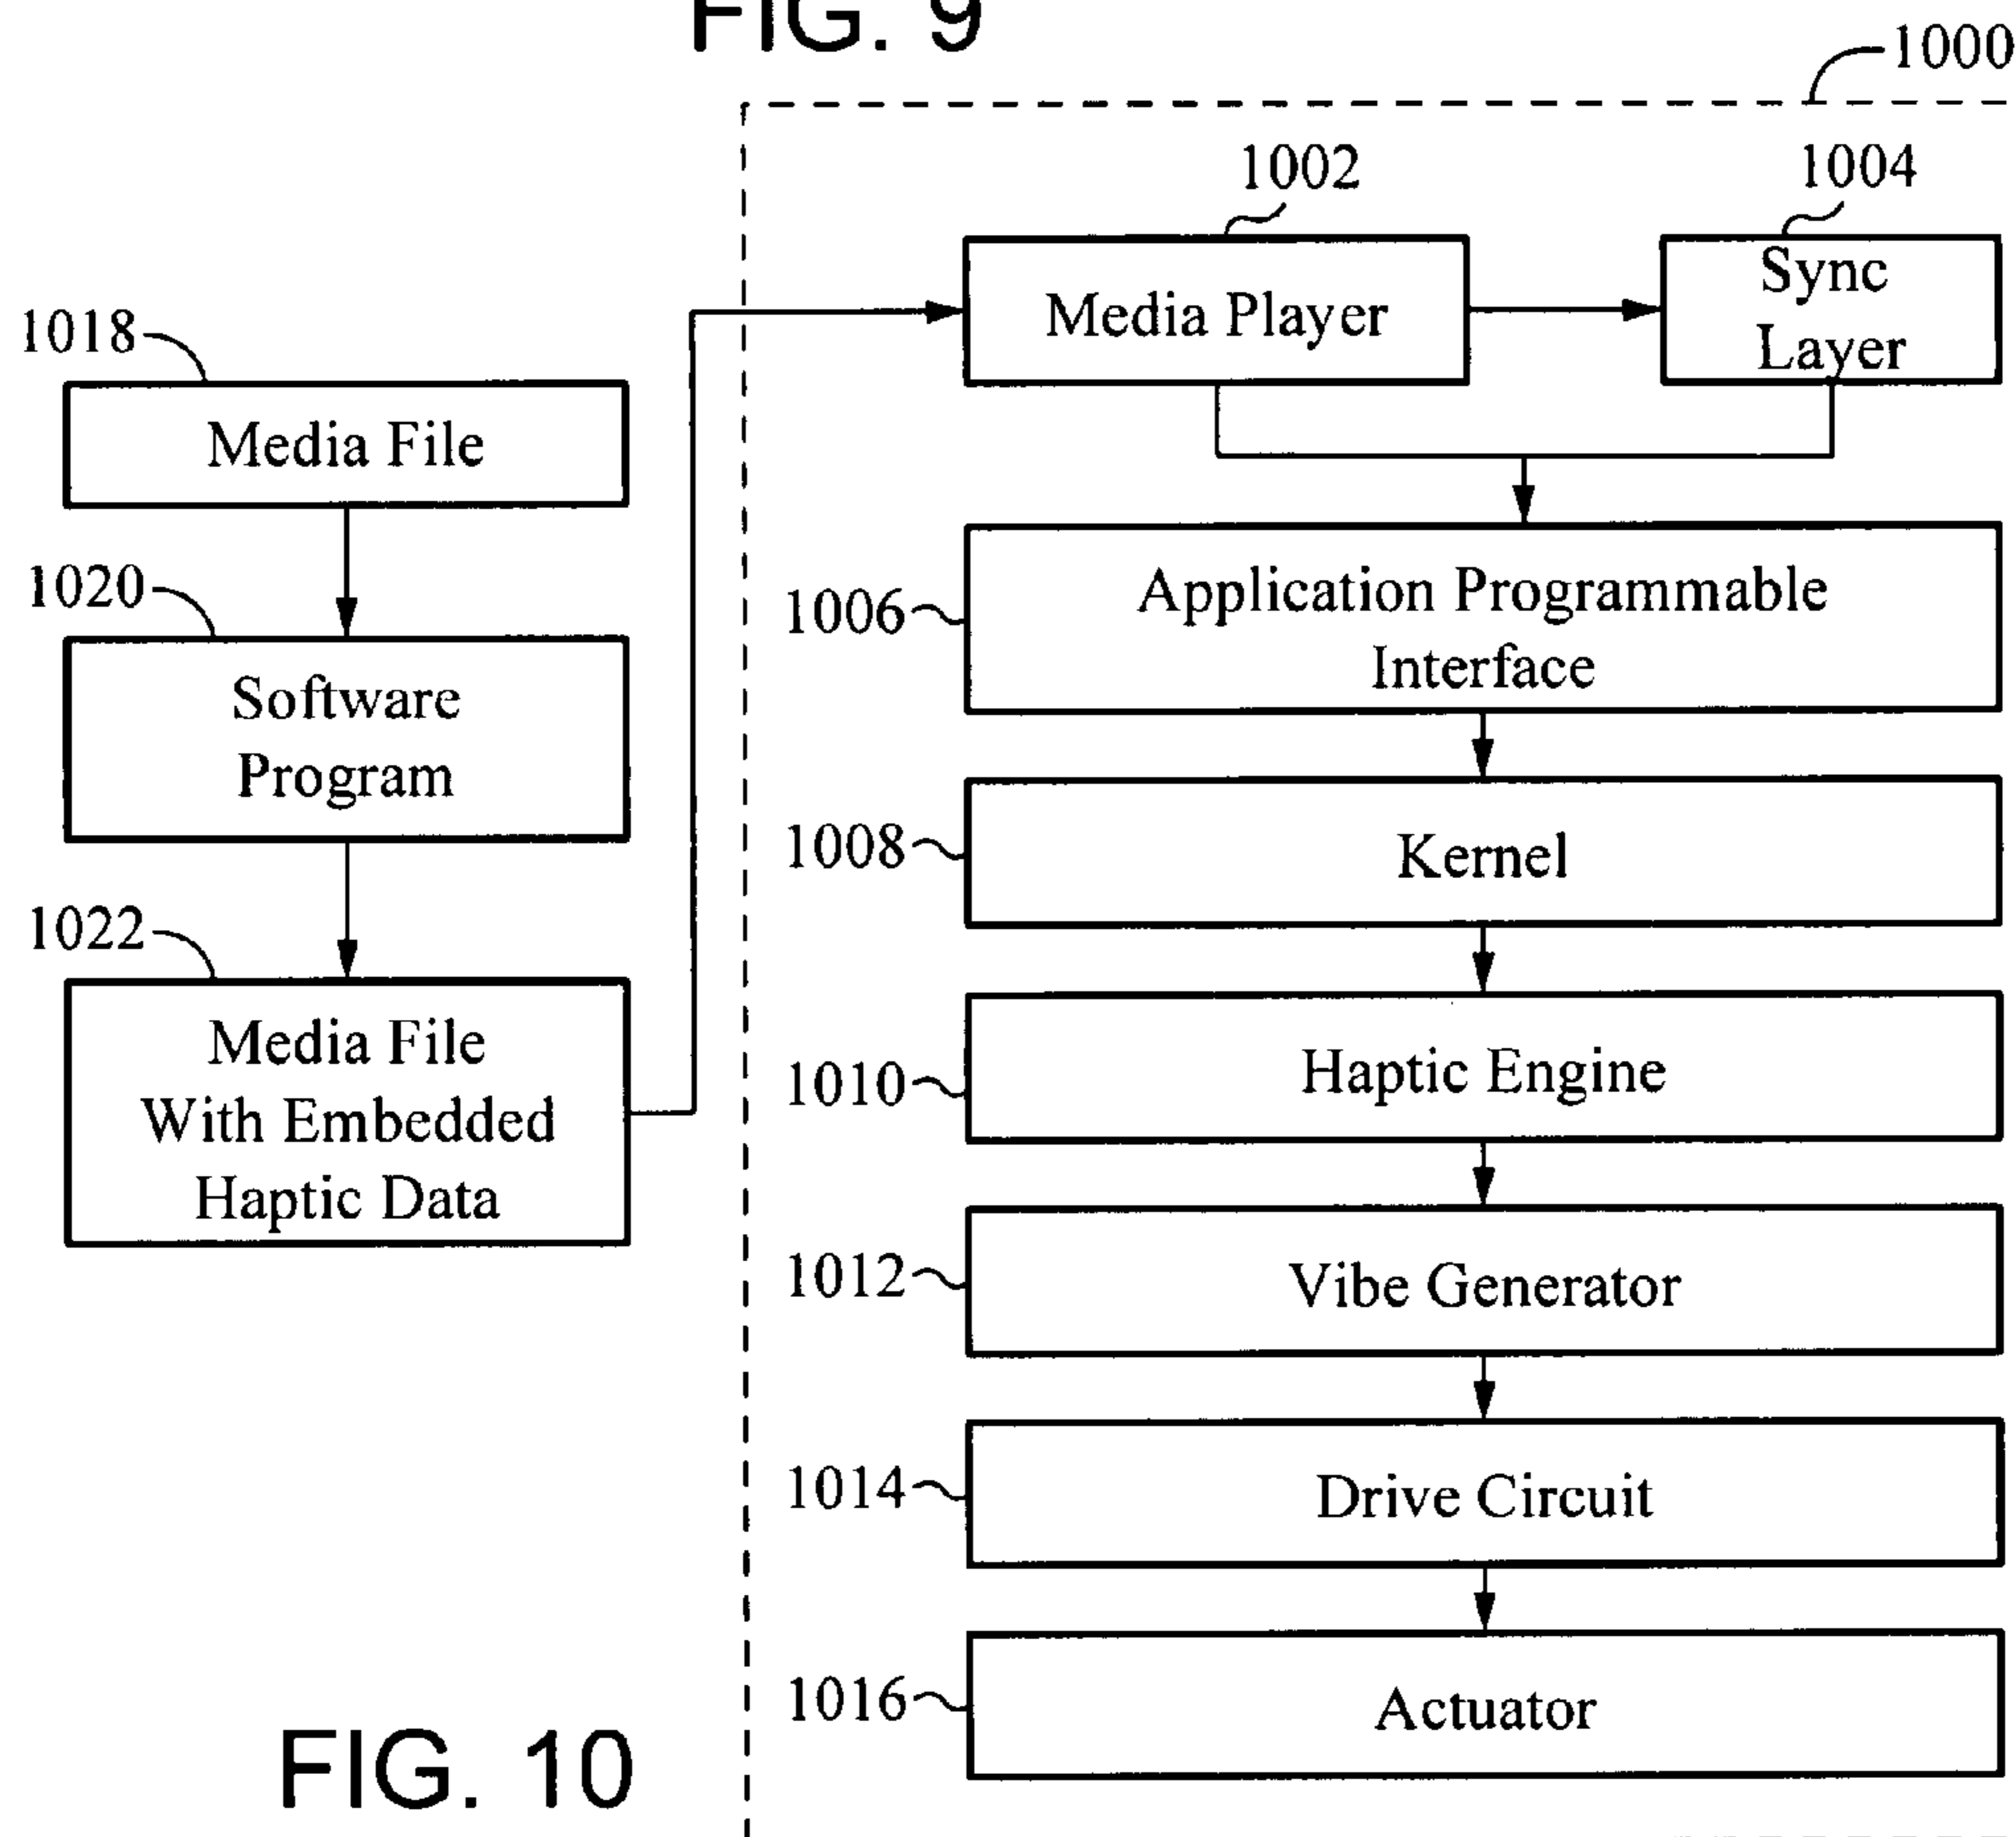 FIG. 9
1000
1002
1004
Media Player
Sync
Layer
1018
Media File
1020
Software
Program
1022
Media File
With Embedded
Haptic Data
1006
Application Programmable
Interface
1008
Kernel
1010
Haptic Engine
1012
Vibe Generator
1014
Drive Circuit
1016
Actuator
FIG. 10